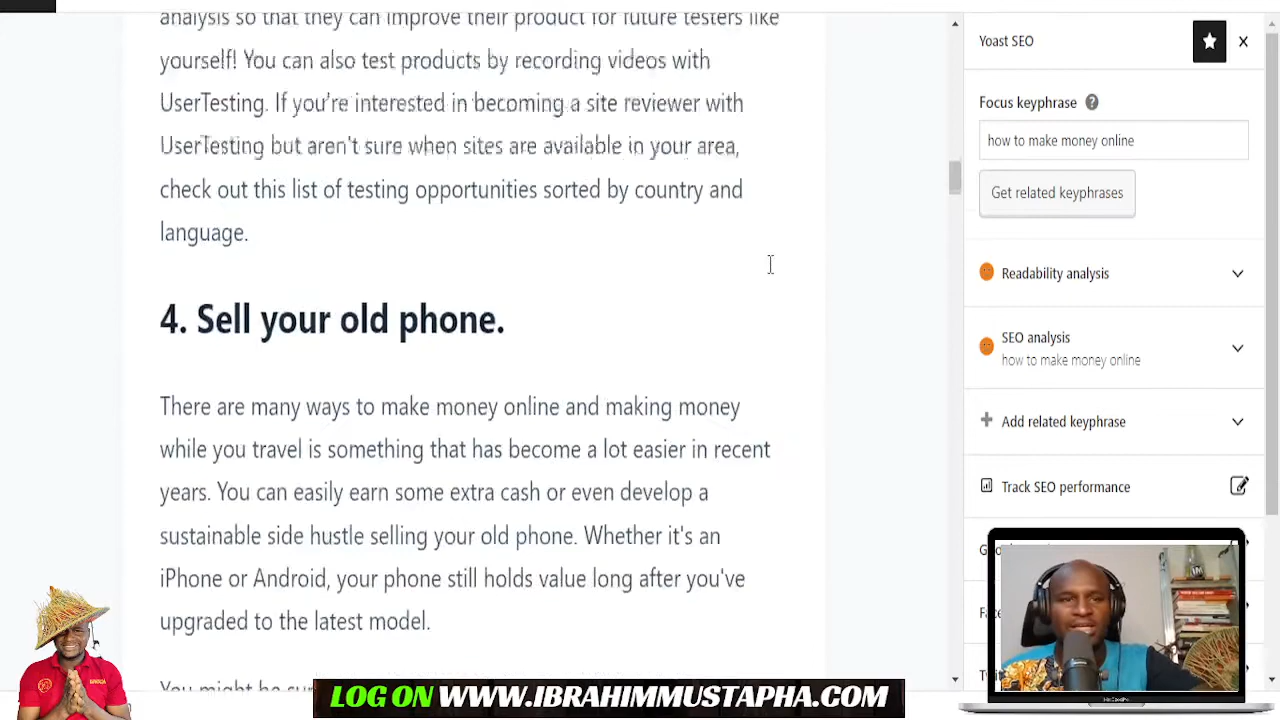 analysis so that they can improve their product for future testers like
yourself! You can also test products by recording videos with
UserTesting. If you're interested in becoming a site reviewer with
UserTesting but aren't sure when sites are available in your area,
check out this list of testing opportunities sorted by country and
language.
4. Sell your old phone.
There are many ways to make money online and making money
while you travel is something that has become a lot easier in recent
years. You can easily earn some extra cash or even develop a
sustainable side hustle selling your old phone. Whether it's an
iPhone or Android, your phone still holds value long after you've
upgraded to the latest model.
You might be
Yoast SEO
Focus keyphrase
how to make money online
Get related keyphrases
Readability analysis
SEO analysis
how to make money online
Add related keyphrase
Track SEO performance
LOG ON WWW.IBRAHIMMUSTAPHA.COM